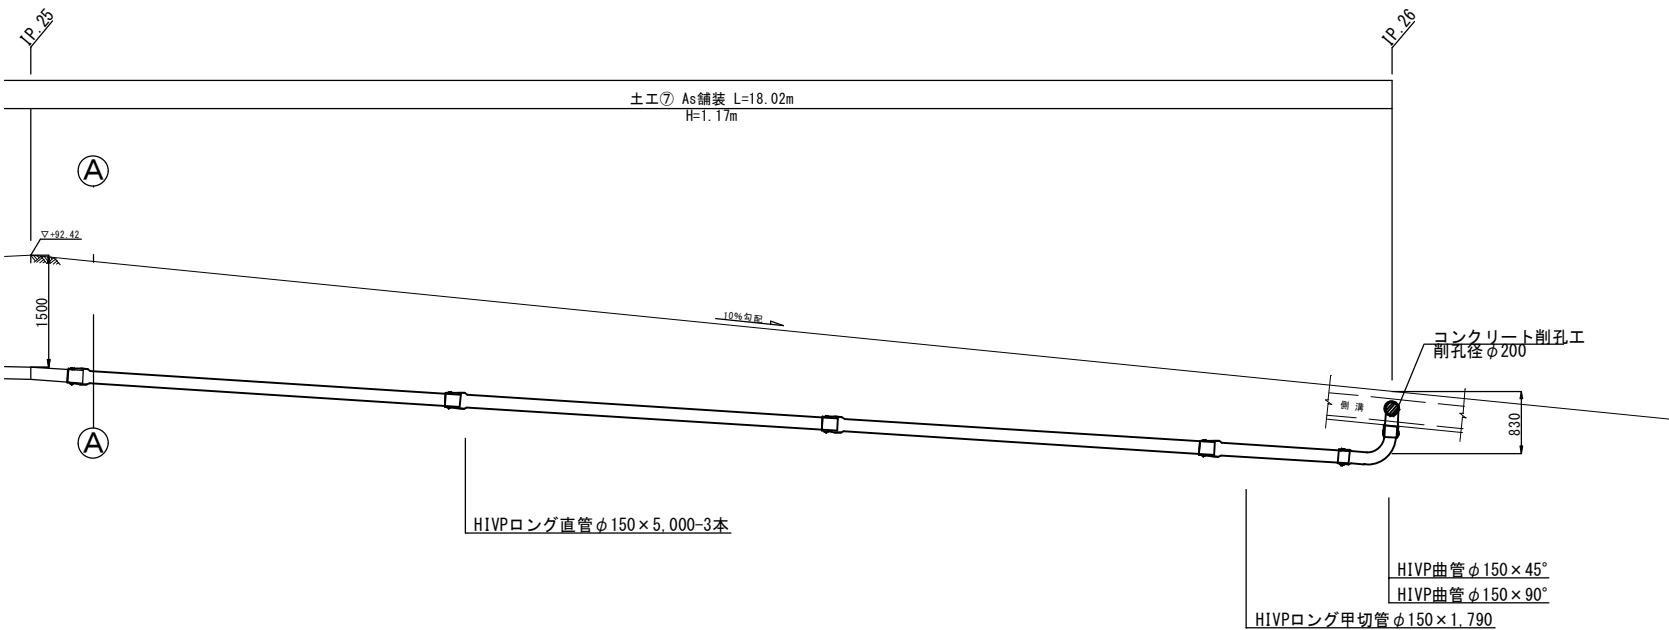 IP.25
IP.26
土工⑦ As舗装 L=18.02m
H=1.17m
A
▽+92.42
1500
10%勾配
コンクリート削孔工
削孔径φ200
側溝
830
A
HIVPロング直管φ150×5,000-3本
HIVP曲管φ150×45°
HIVP曲管φ150×90°
HIVPロング甲切管φ150×1,790